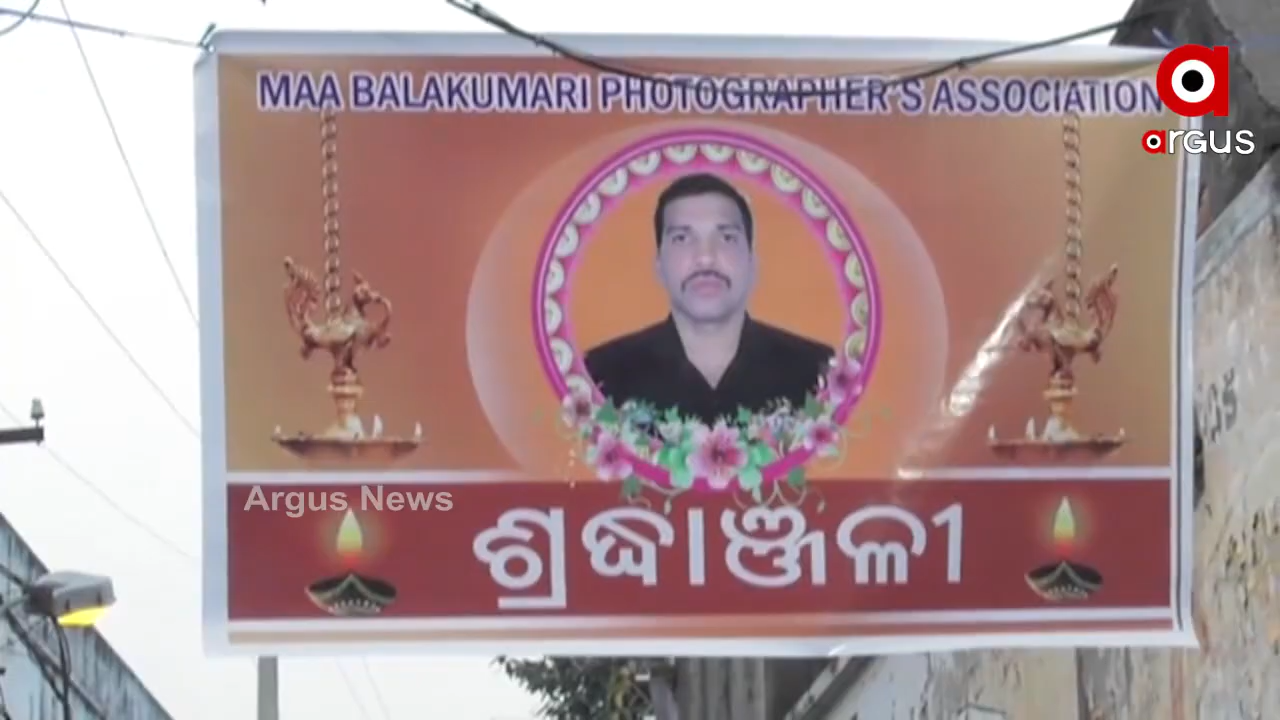 MAA BALAKUMARI PHOTOGRAPHER'S ASSOCIATION
argus
Argus News
ଶ୍ରଦ୍ଧାଞ୍ଜଳୀ